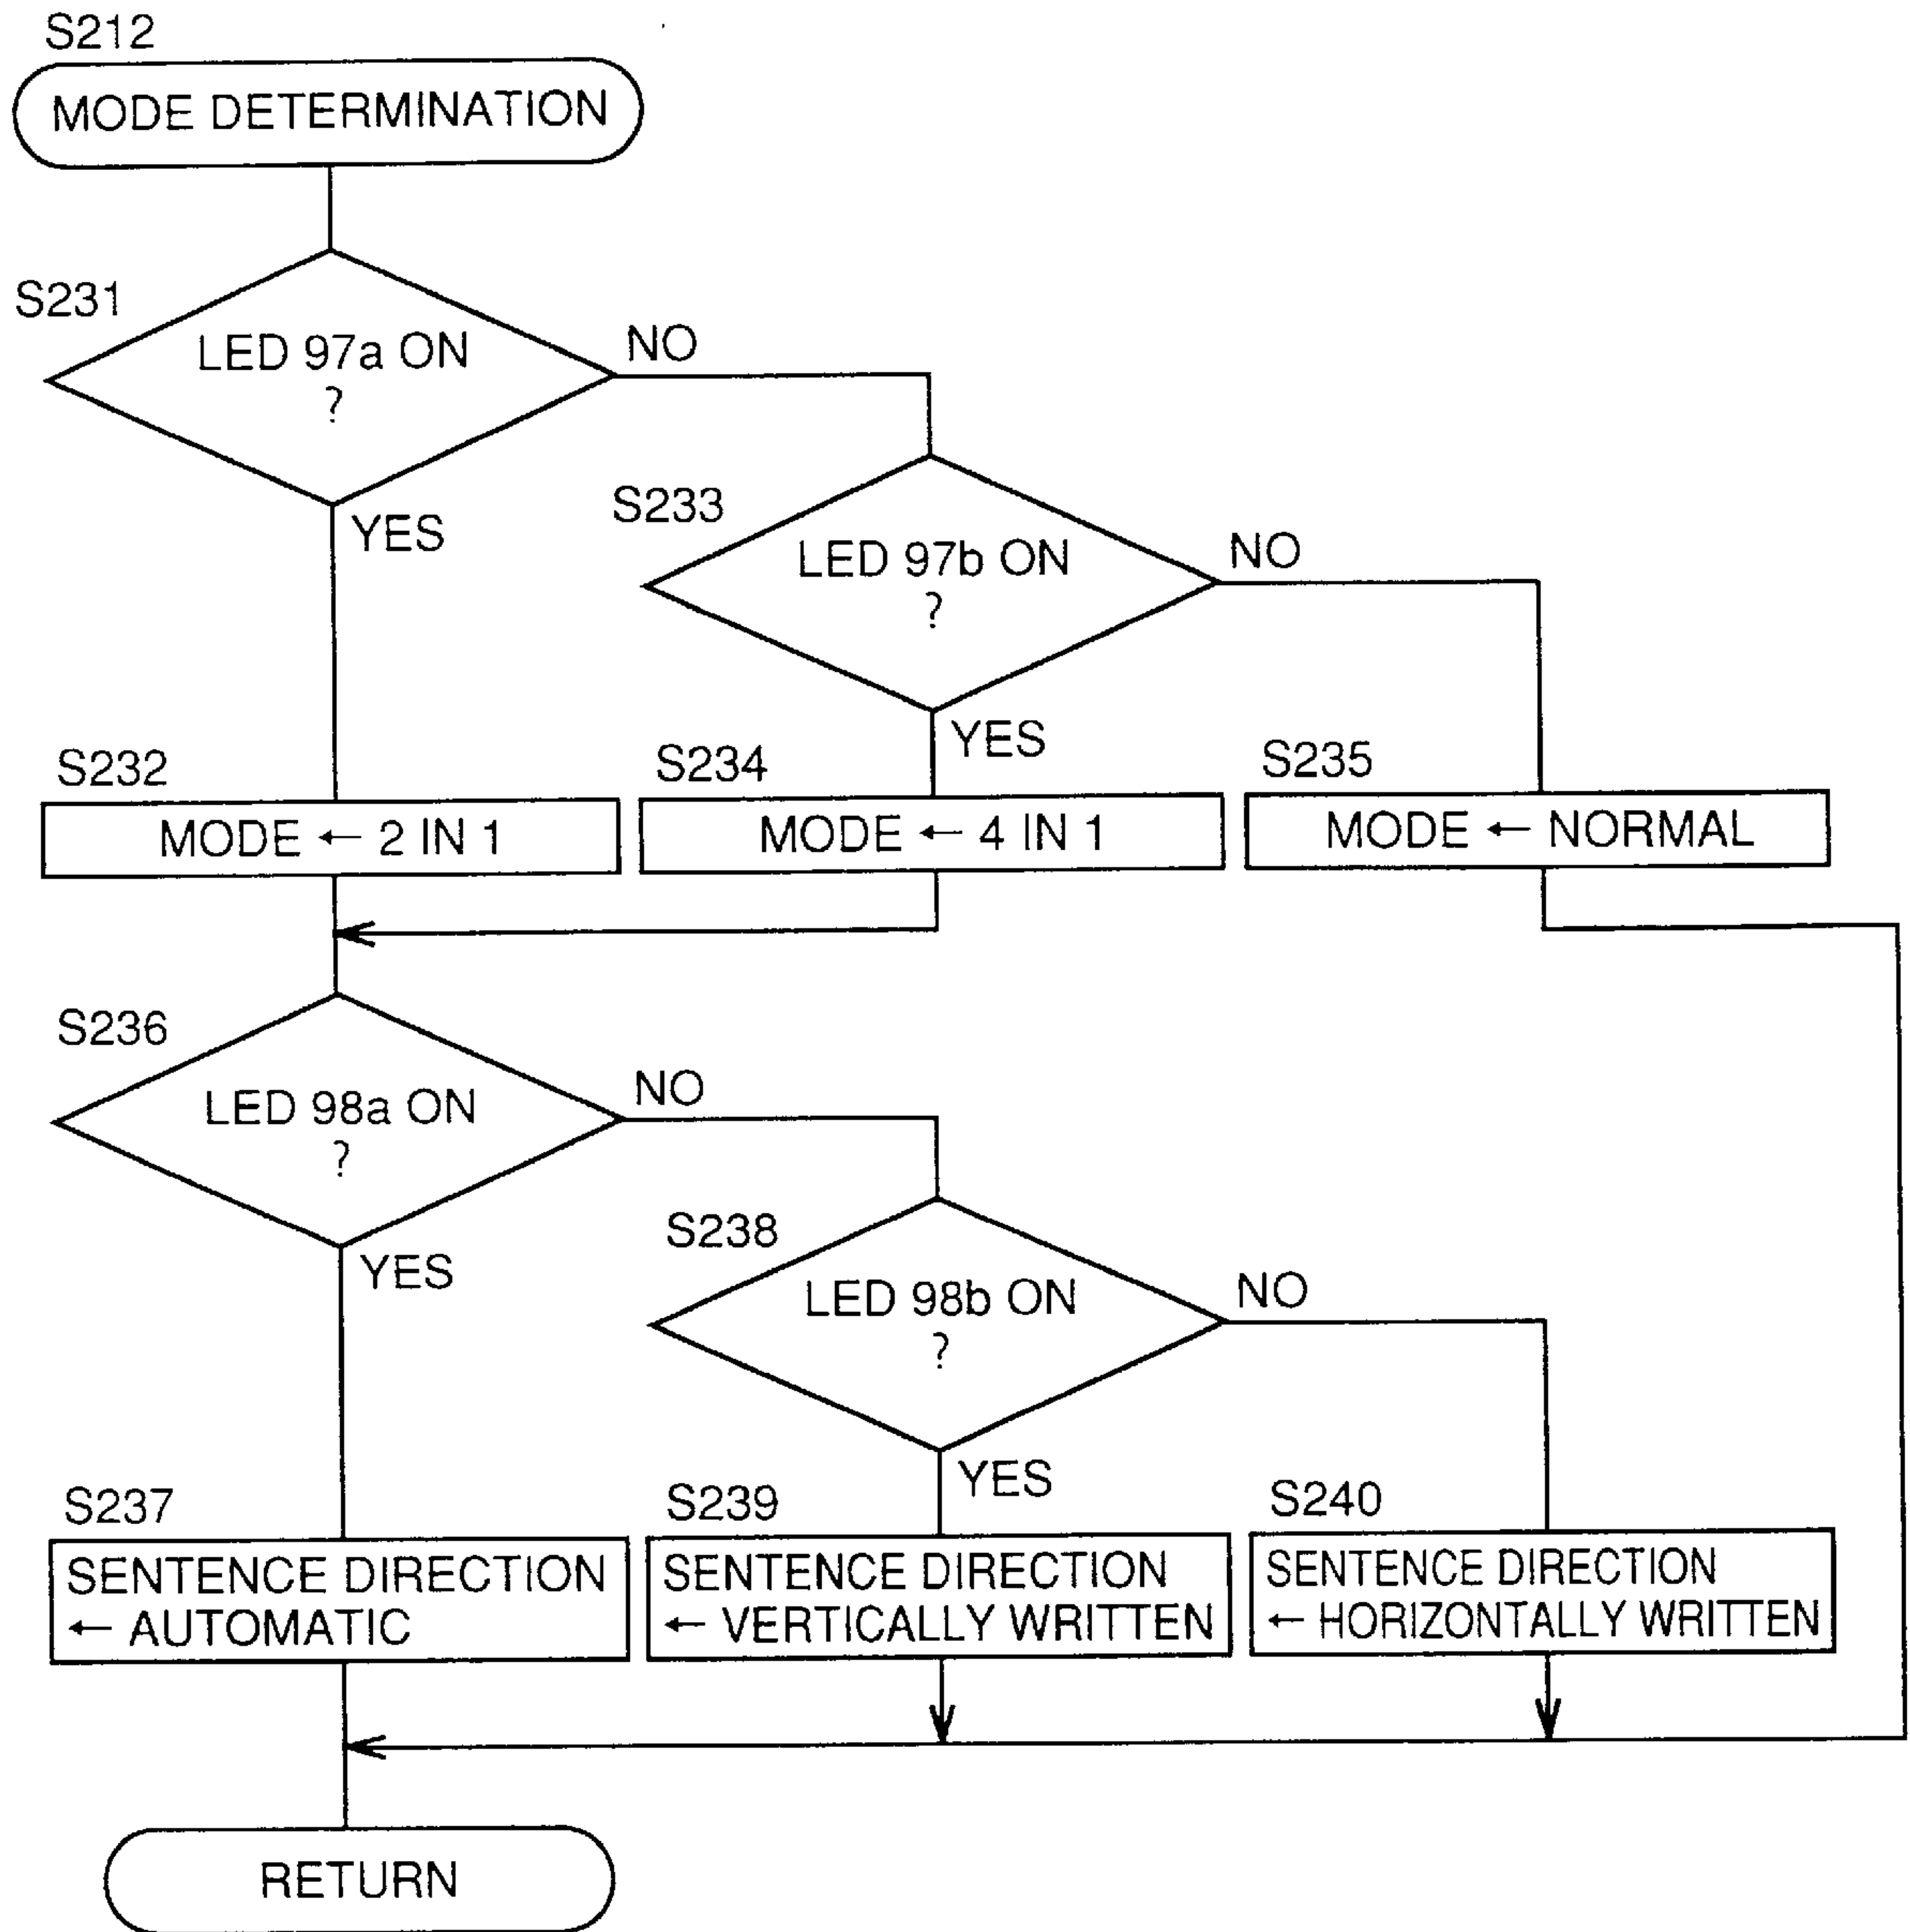 S212
MODE DETERMINATION
S231
LED 97a ON
?
NO
YES
S233
LED 97b ON
?
NO
YES
S232
MODE ← 2 IN 1
S234
MODE ← 4 IN 1
S235
MODE ← NORMAL
S236
LED 98a ON
?
NO
YES
S238
LED 98b ON
?
NO
YES
S237
SENTENCE DIRECTION
← AUTOMATIC
S239
SENTENCE DIRECTION
← VERTICALLY WRITTEN
S240
SENTENCE DIRECTION
← HORIZONTALLY WRITTEN
RETURN